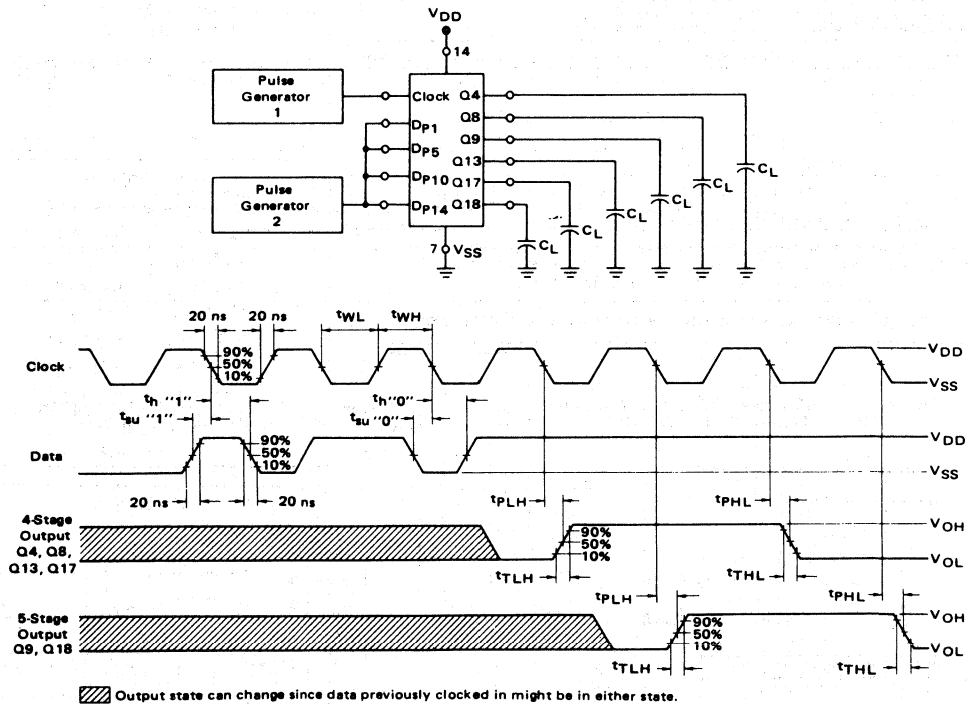 VDD
14
Pulse
Generator
1
Clock
DP1
DP5
DP10
DP14
Q4
Q8
Q9
Q13
Q17
Q18
Pulse
Generator
2
7
VSS
CL
CL
CL
CL
CL
CL
20 ns
20 ns
tWL
tWH
Clock
90%
50%
10%
VDD
VSS
th "1"
tsu "1"
th "0"
tsu "0"
Data
90%
50%
10%
VDD
VSS
20 ns
20 ns
tPLH
tPHL
4-Stage
Output
Q4, Q8,
Q13, Q17
90%
50%
10%
VOH
VOL
tTLH
tTHL
tPLH
tPHL
5-Stage
Output
Q9, Q18
90%
50%
10%
VOH
VOL
tTLH
tTHL
Output state can change since data previously clocked in might be in either state.